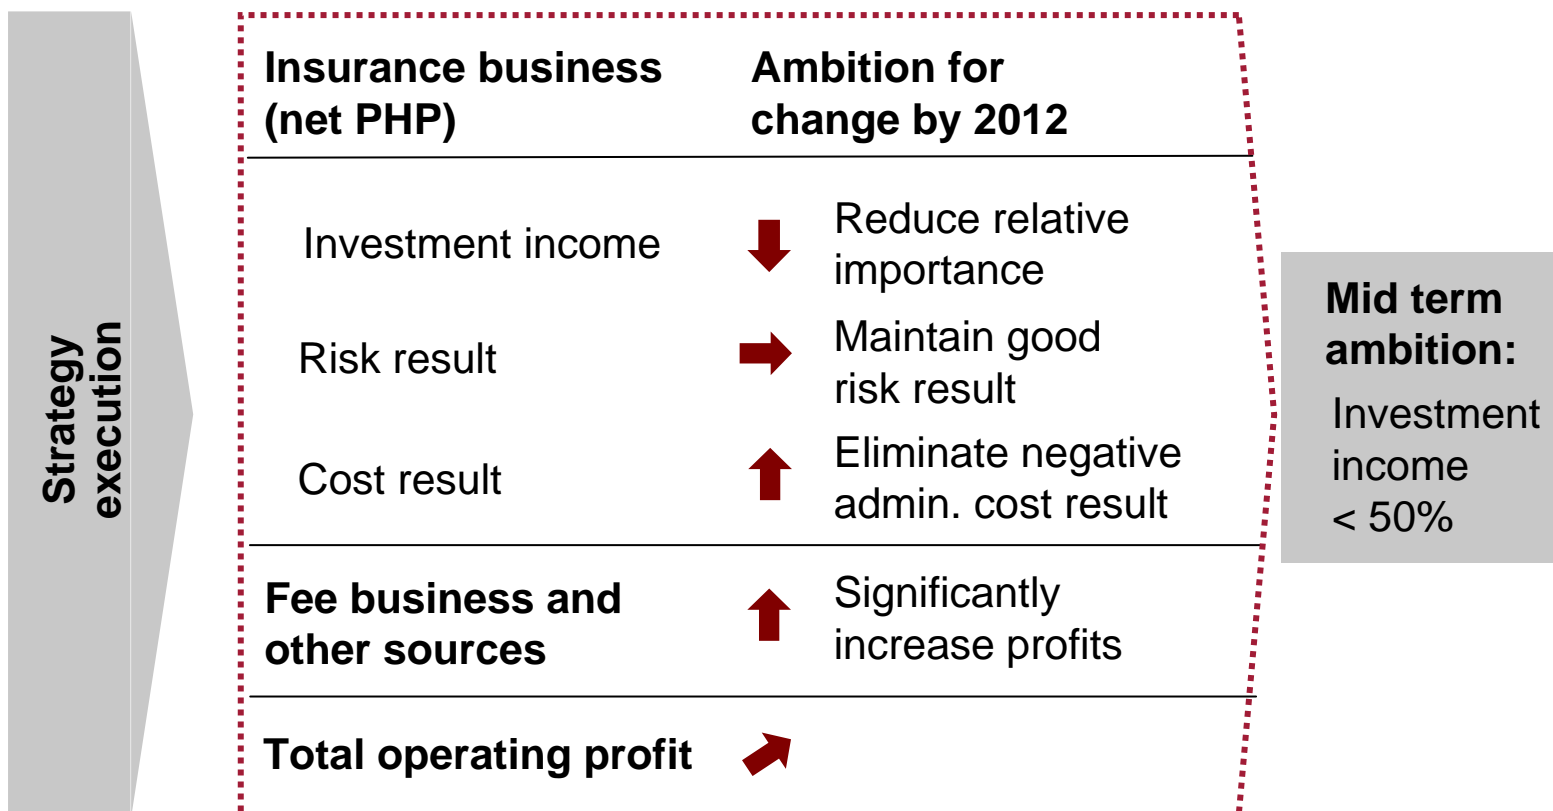 Strategy
execution
Insurance business
(net PHP)
Ambition for
change by 2012
Investment income
Reduce relative
importance
Risk result
Maintain good
risk result
Cost result
Eliminate negative
admin. cost result
Fee business and
other sources
Significantly
increase profits
Total operating profit
Mid term
ambition:
Investment
income
< 50%